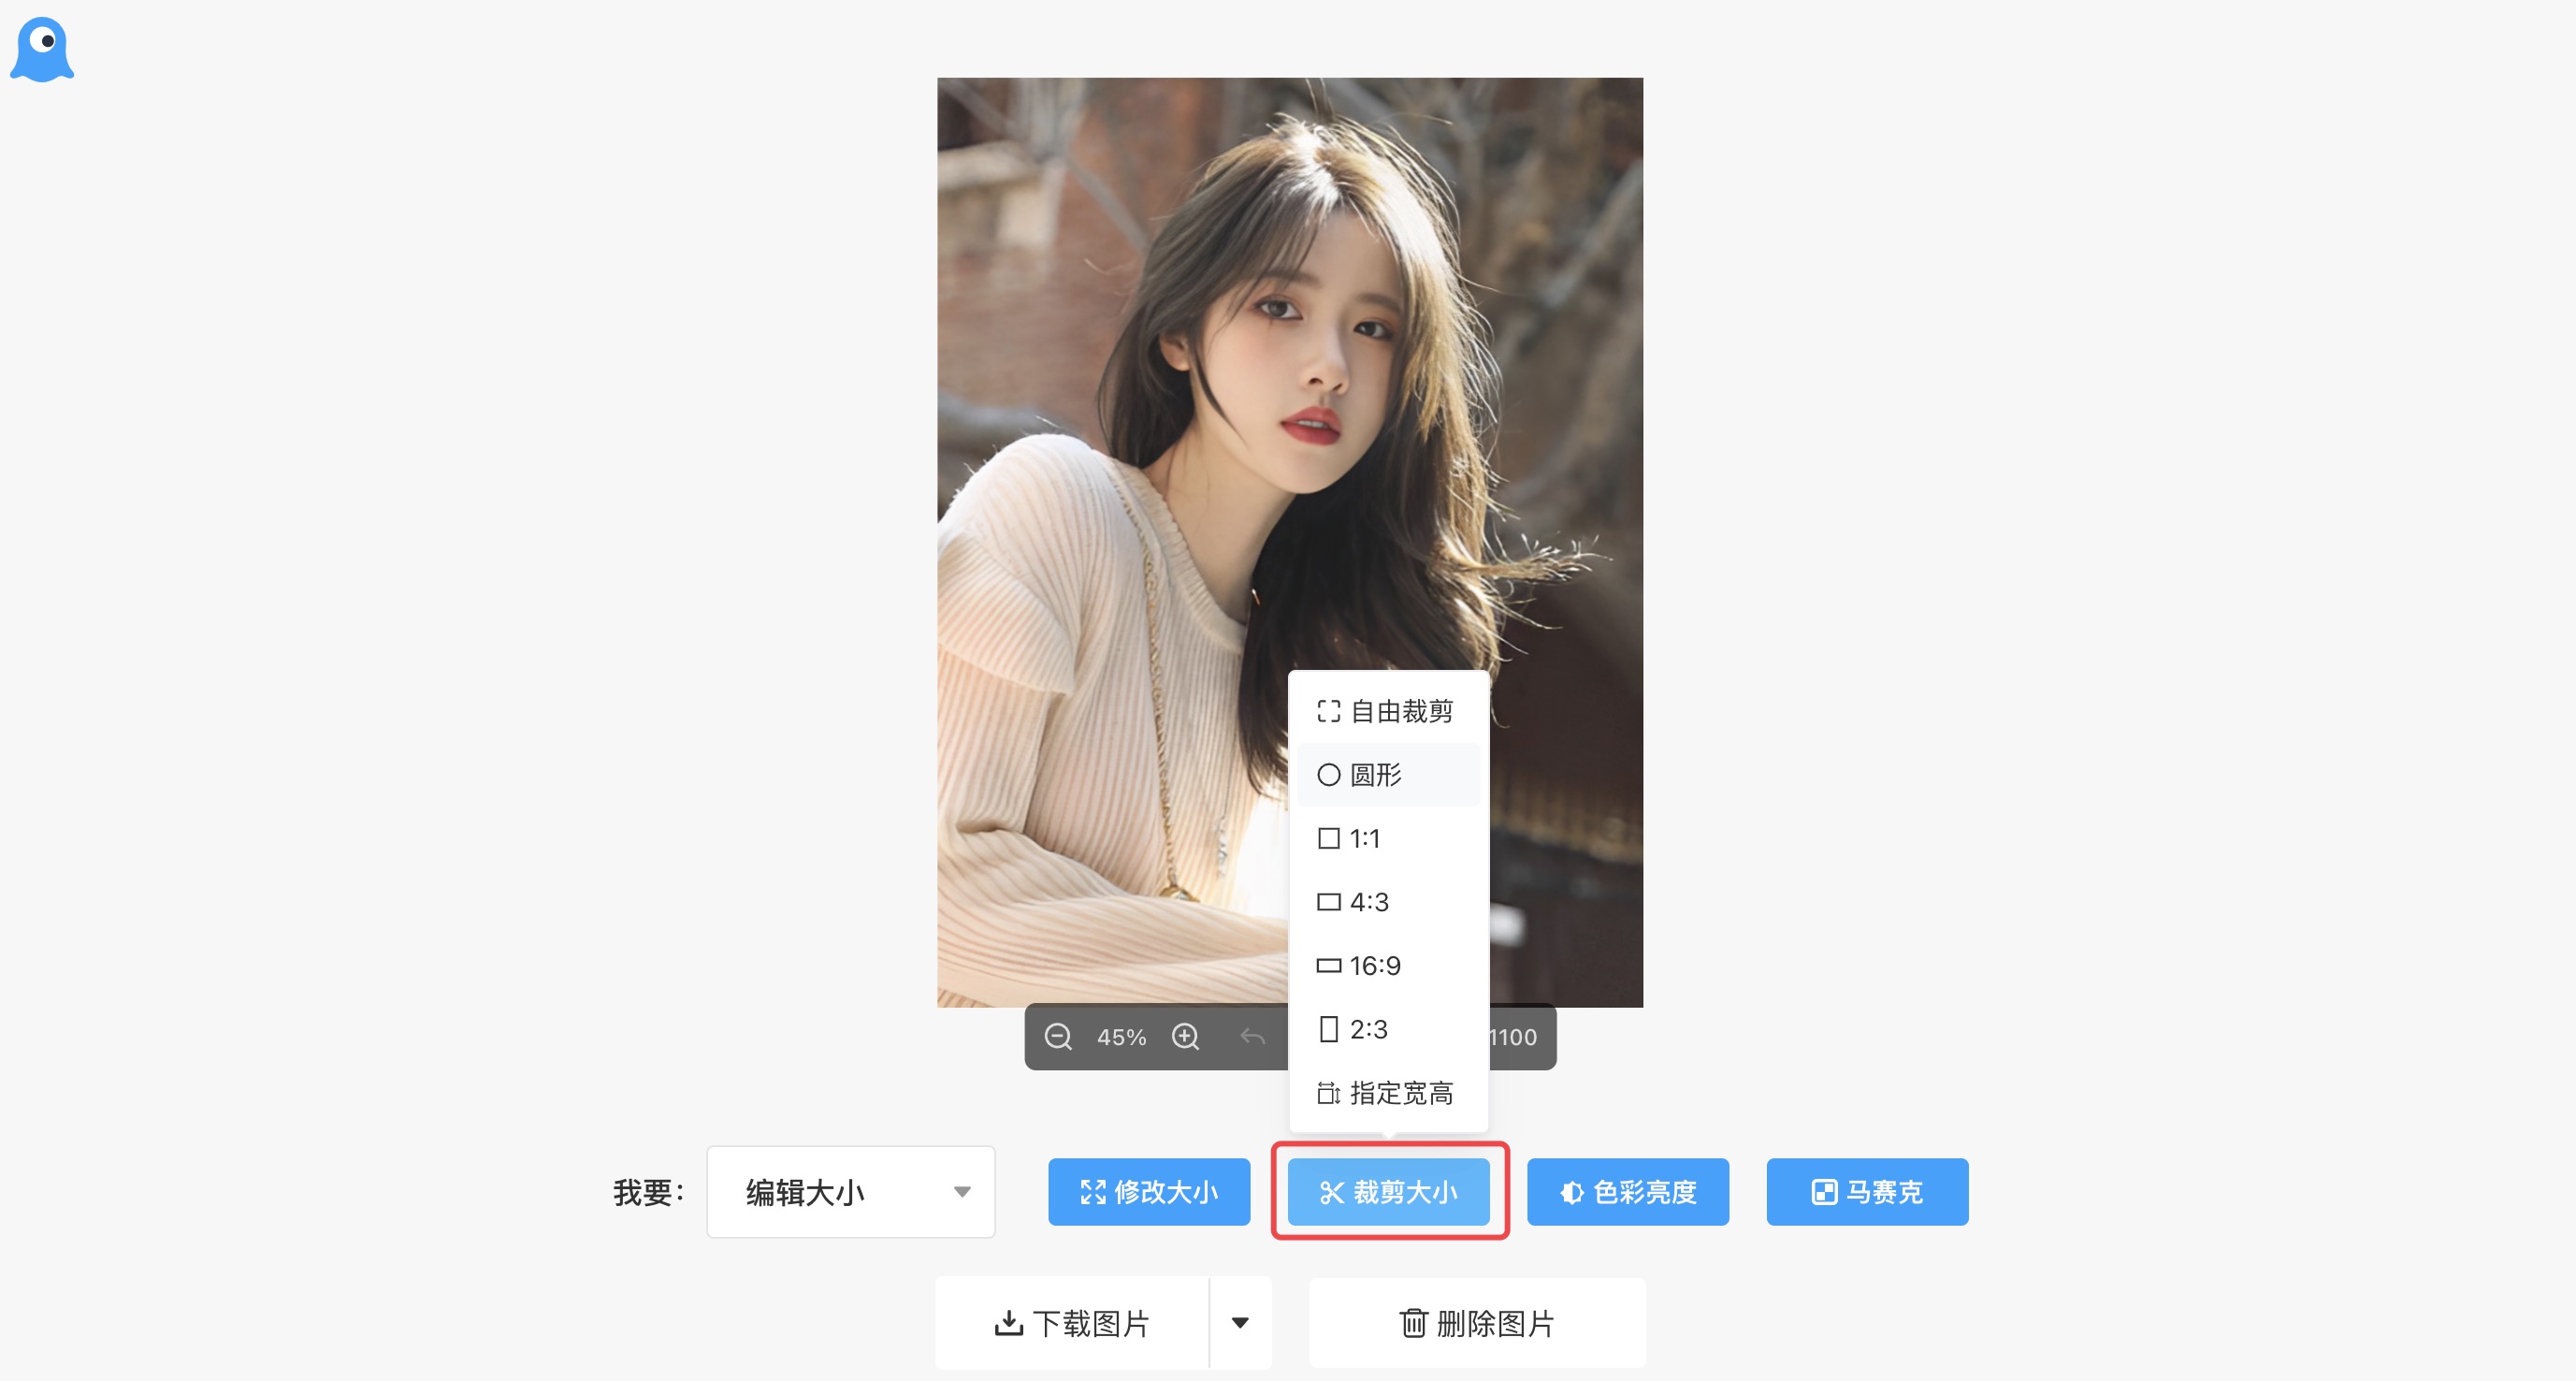 自由裁剪
圆形
1:1
4:3
16:9
2:3
指定宽高
45%
1100
我要：
编辑大小
修改大小
裁剪大小
色彩亮度
马赛克
下载图片
删除图片